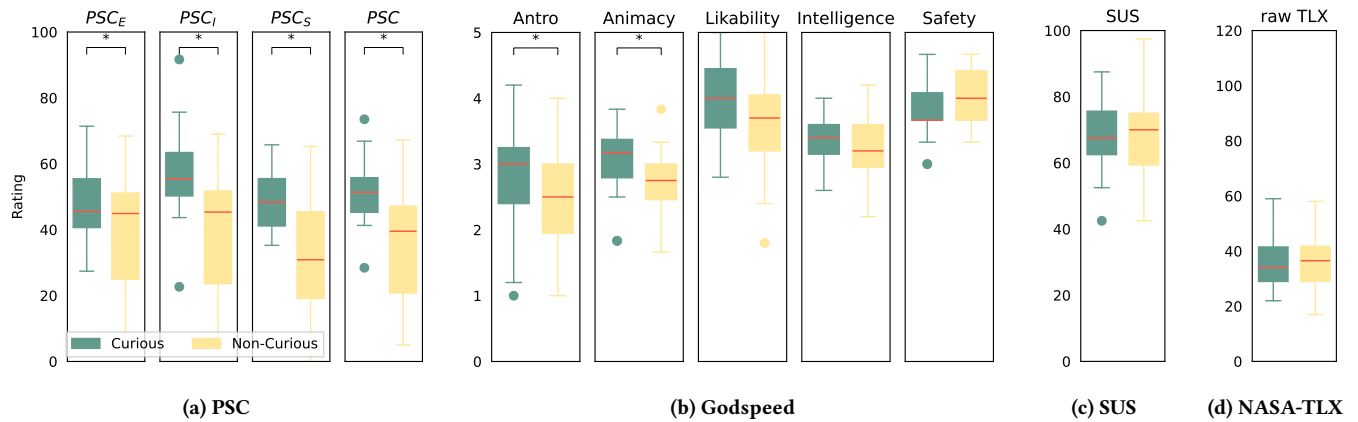 PSC_E PSC_I PSC_S PSC
Antro Animacy Likability Intelligence Safety
SUS
raw TLX
* * * *
* *
Rating
100
80
60
40
20
0
5
4
3
2
1
0
100
80
60
40
20
0
120
100
80
60
40
20
0
Curious Non-Curious
(a) PSC
(b) Godspeed
(c) SUS
(d) NASA-TLX